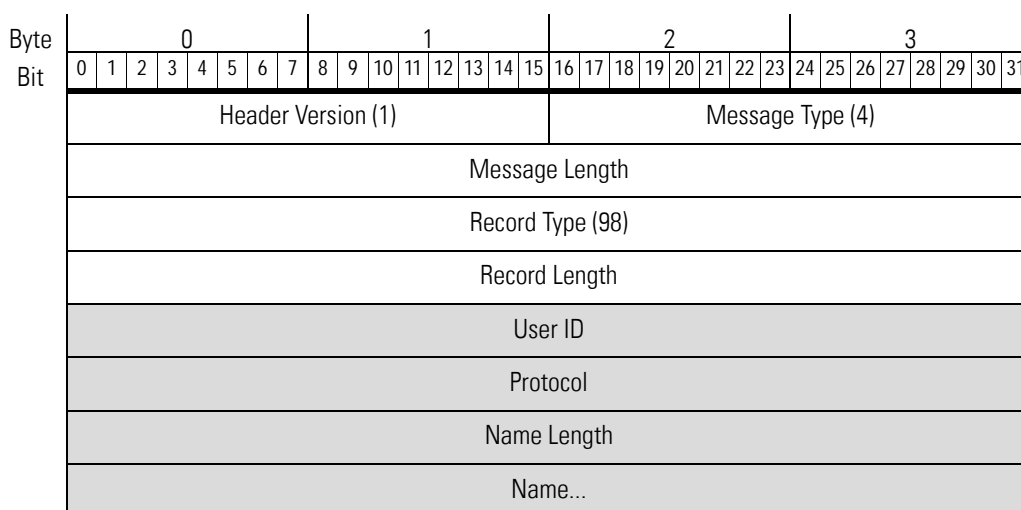 Byte 0 1 2 3
Bit 0 1 2 3 4 5 6 7 8 9 10 11 12 13 14 15 16 17 18 19 20 21 22 23 24 25 26 27 28 29 30 31
Header Version (1) Message Type (4)
Message Length
Record Type (98)
Record Length
User ID
Protocol
Name Length
Name...